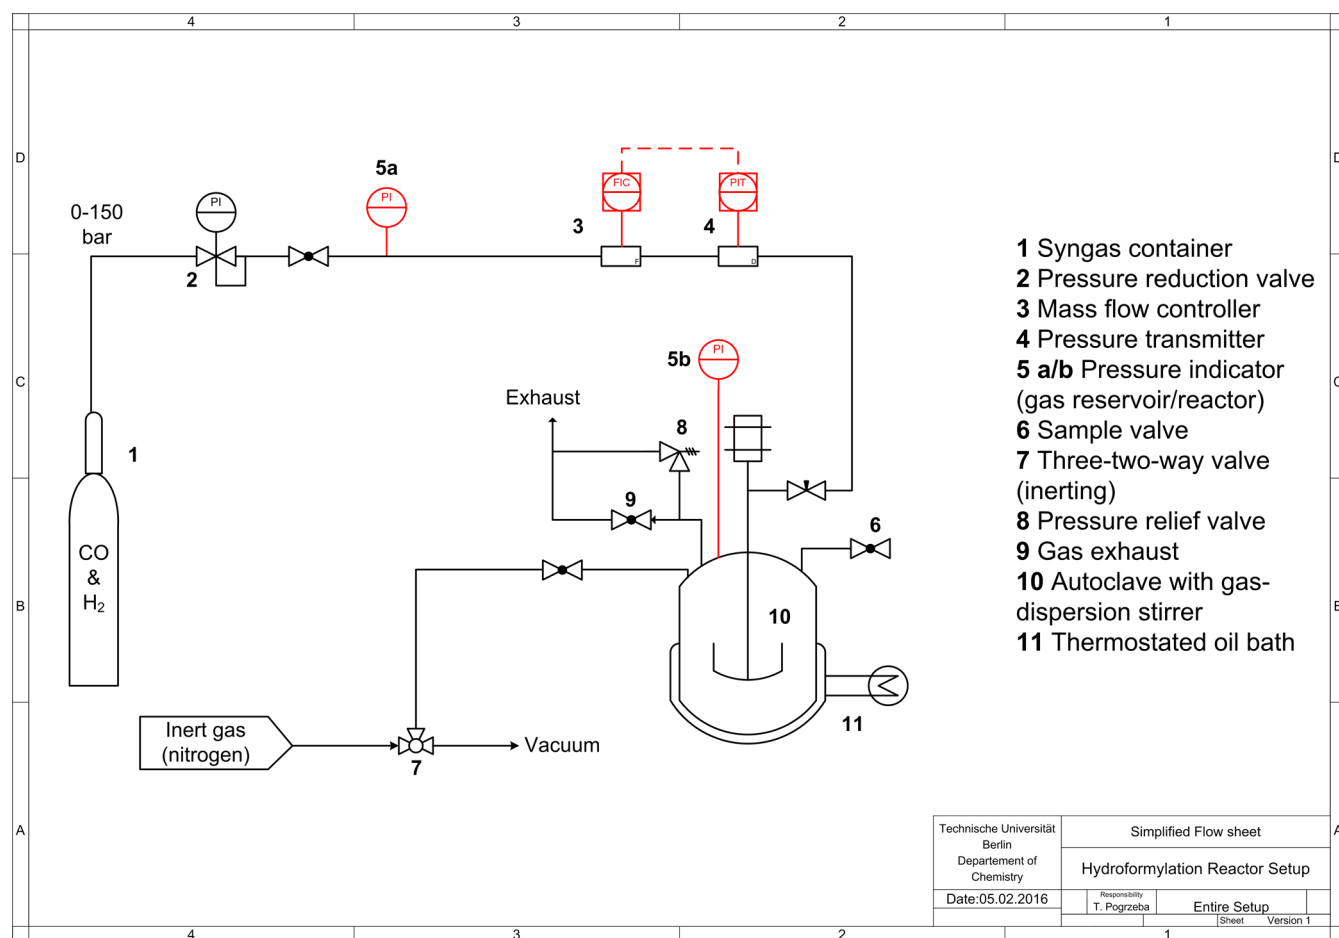 4 3 2 1
D D
5a
PI
PI
FIC
PIT
0-150
bar
3
4
2
F
D
1 Syngas container
2 Pressure reduction valve
3 Mass flow controller
4 Pressure transmitter
5 a/b Pressure indicator
(gas reservoir/reactor)
6 Sample valve
7 Three-two-way valve
(inerting)
8 Pressure relief valve
9 Gas exhaust
10 Autoclave with gas-
dispersion stirrer
11 Thermostated oil bath
C C
PI
5b
Exhaust
8
1
9
6
CO
&
H2
B B
10
11
Inert gas
(nitrogen)
Vacuum
7
A A
Technische Universität
Berlin
Departement of
Chemistry
Date:05.02.2016
Simplified Flow sheet
Hydroformylation Reactor Setup
Responsibility
T. Pogrzeba
Entire Setup
Sheet
Version 1
4 3 2 1